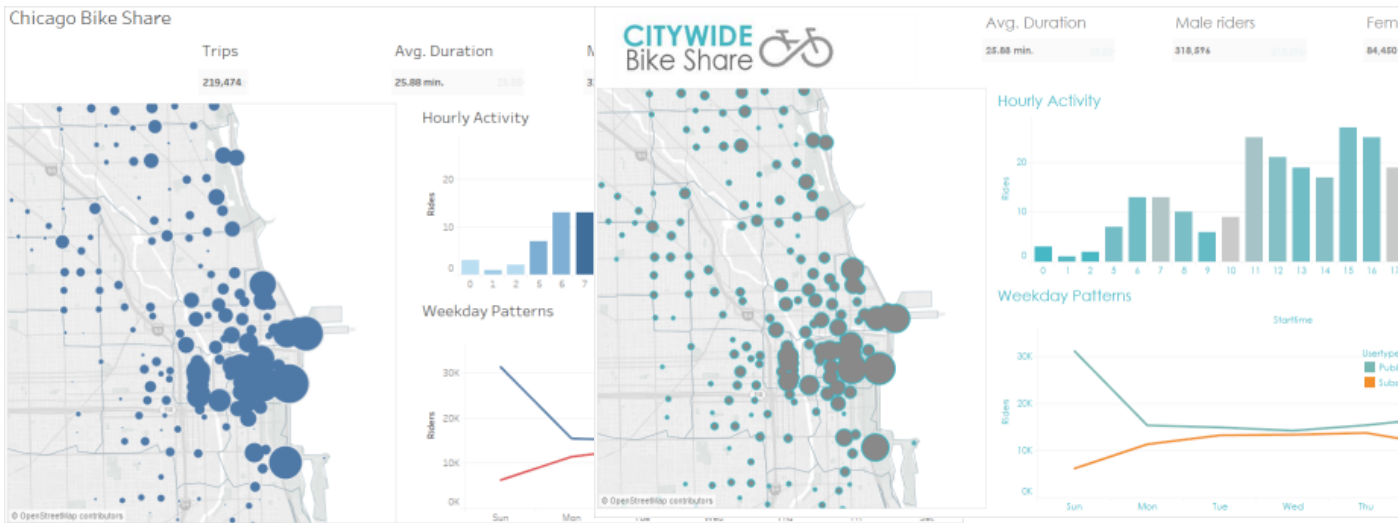 Chicago Bike Share
Trips
219,474
Avg. Duration
25.88 min.
M
Hourly Activity
20
10
0
Rides
0 1 2 5 6 7
Weekday Patterns
30K
20K
10K
0K
Riders
Sun Mon
© OpenStreetMap contributors
CITYWIDE
Bike Share
Avg. Duration
25.88 min.
Male riders
318,596
Fem
84,450
Hourly Activity
20
10
0
Rides
0 1 2 5 6 7 8 9 10 11 12 13 14 15 16 17
Weekday Patterns
Starttime
30K
20K
10K
0K
Riders
Usertype
Publ
Subs
Sun Mon Tue Wed Thu
© OpenStreetMap contributors